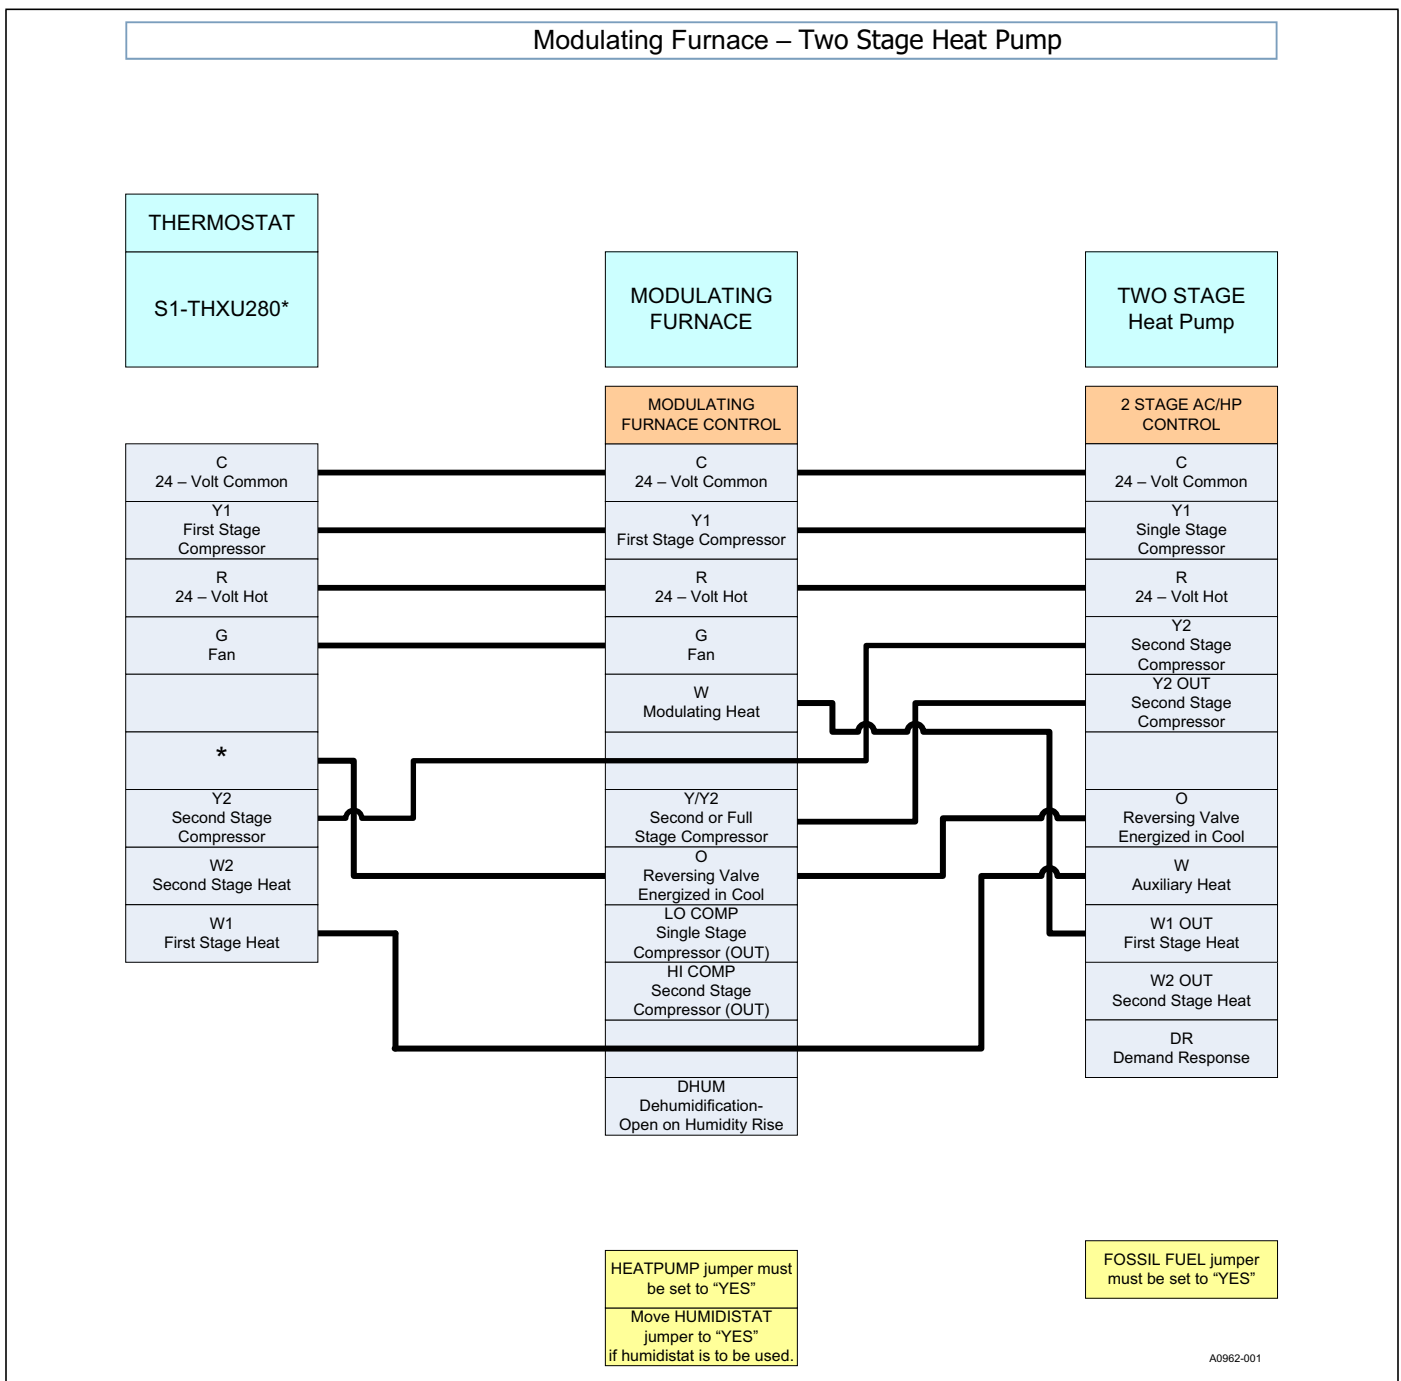 Modulating Furnace – Two Stage Heat Pump
THERMOSTAT
S1-THXU280*
MODULATING
FURNACE
TWO STAGE
Heat Pump
MODULATING
FURNACE CONTROL
2 STAGE AC/HP
CONTROL
C
24 – Volt Common
Y1
First Stage
Compressor
R
24 – Volt Hot
G
Fan
*
Y2
Second Stage
Compressor
W2
Second Stage Heat
W1
First Stage Heat
C
24 – Volt Common
Y1
First Stage Compressor
R
24 – Volt Hot
G
Fan
W
Modulating Heat
Y/Y2
Second or Full
Stage Compressor
O
Reversing Valve
Energized in Cool
LO COMP
Single Stage
Compressor (OUT)
HI COMP
Second Stage
Compressor (OUT)
DHUM
Dehumidification-
Open on Humidity Rise
C
24 – Volt Common
Y1
Single Stage
Compressor
R
24 – Volt Hot
Y2
Second Stage
Compressor
Y2 OUT
Second Stage
Compressor
O
Reversing Valve
Energized in Cool
W
Auxiliary Heat
W1 OUT
First Stage Heat
W2 OUT
Second Stage Heat
DR
Demand Response
HEATPUMP jumper must
be set to “YES”
Move HUMIDISTAT
jumper to “YES”
if humidistat is to be used.
FOSSIL FUEL jumper
must be set to “YES”
A0962-001